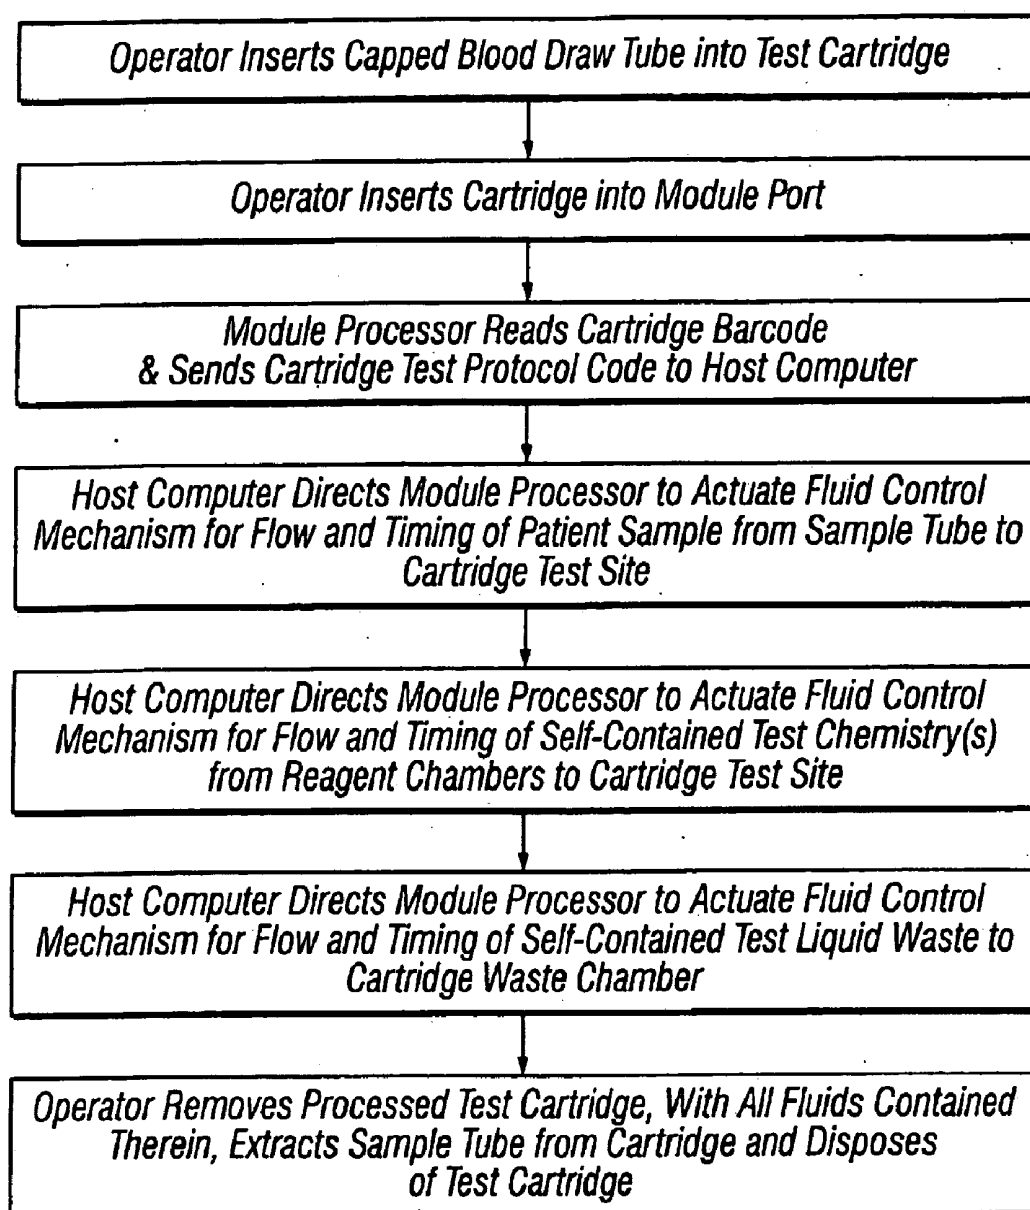 Operator Inserts Capped Blood Draw Tube into Test Cartridge
Operator Inserts Cartridge into Module Port
Module Processor Reads Cartridge Barcode
& Sends Cartridge Test Protocol Code to Host Computer
Host Computer Directs Module Processor to Actuate Fluid Control
Mechanism for Flow and Timing of Patient Sample from Sample Tube to
Cartridge Test Site
Host Computer Directs Module Processor to Actuate Fluid Control
Mechanism for Flow and Timing of Self-Contained Test Chemistry(s)
from Reagent Chambers to Cartridge Test Site
Host Computer Directs Module Processor to Actuate Fluid Control
Mechanism for Flow and Timing of Self-Contained Test Liquid Waste to
Cartridge Waste Chamber
Operator Removes Processed Test Cartridge, With All Fluids Contained
Therein, Extracts Sample Tube from Cartridge and Disposes
of Test Cartridge